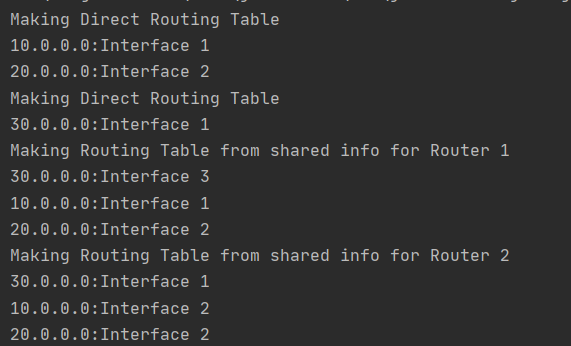 Making Direct Routing Table
10.0.0.0:Interface 1
20.0.0.0:Interface 2
Making Direct Routing Table
30.0.0.0:Interface 1
Making Routing Table from shared info for Router 1
30.0.0.0:Interface 3
10.0.0.0:Interface 1
20.0.0.0:Interface 2
Making Routing Table from shared info for Router 2
30.0.0.0:Interface 1
10.0.0.0:Interface 2
20.0.0.0:Interface 2